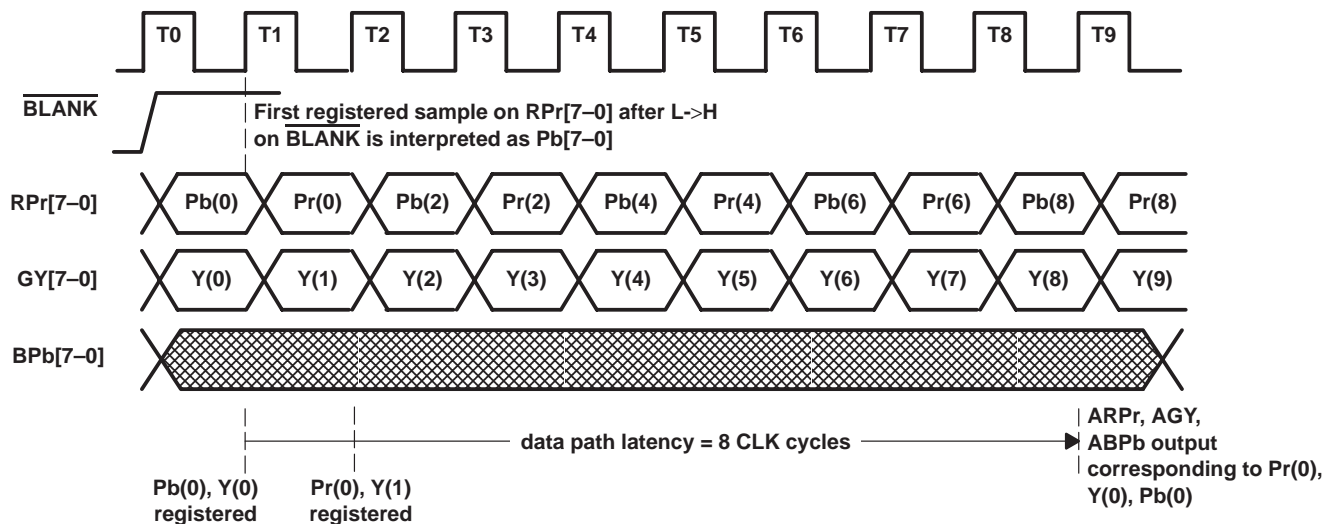 T0 T1 T2 T3 T4 T5 T6 T7 T8 T9
BLANK
First registered sample on RPr[7–0] after L->H
on BLANK is interpreted as Pb[7–0]
RPr[7–0] Pb(0) Pr(0) Pb(2) Pr(2) Pb(4) Pr(4) Pb(6) Pr(6) Pb(8) Pr(8)
GY[7–0] Y(0) Y(1) Y(2) Y(3) Y(4) Y(5) Y(6) Y(7) Y(8) Y(9)
BPb[7–0]
data path latency = 8 CLK cycles
ARPr, AGY,
ABPb output
corresponding to Pr(0),
Y(0), Pb(0)
Pb(0), Y(0)
registered
Pr(0), Y(1)
registered